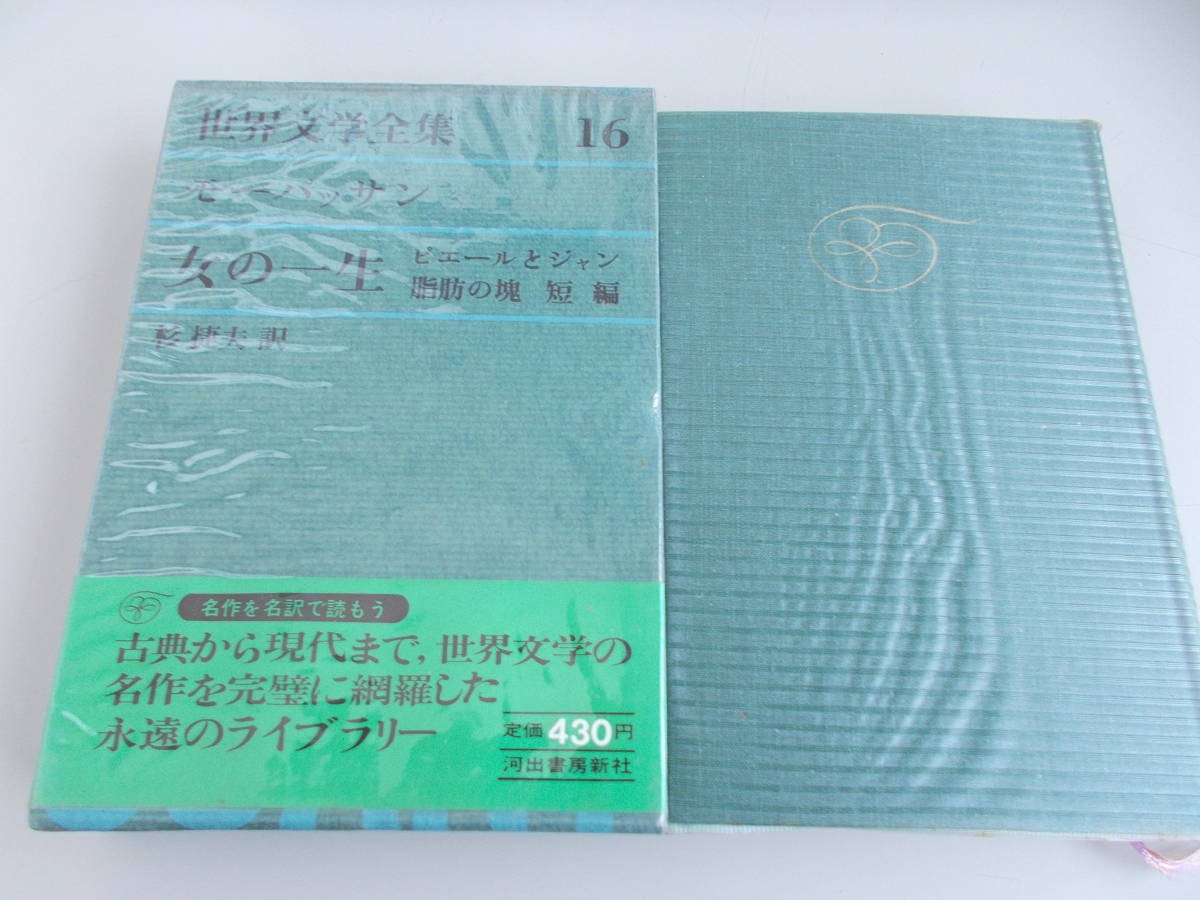 世界文学全集 16
モーパッサン
女の一生 ピエールとジャン
脂肪の塊 短編
杉捷夫訳
名作を名訳で読もう
古典から現代まで,世界文学の
名作を完璧に網羅した
永遠のライブラリー
定価430円
河出書房新社